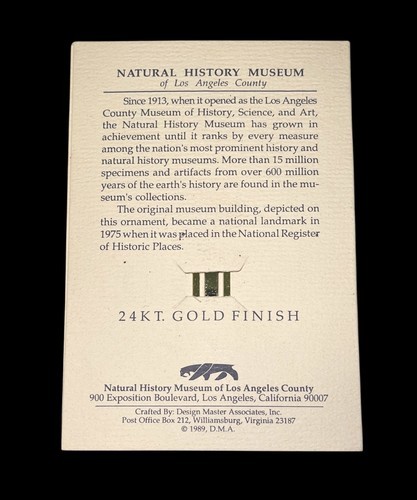 NATURAL HISTORY MUSEUM
of Los Angeles County
Since 1913, when it opened as the Los Angeles
County Museum of History, Science, and Art,
the Natural History Museum has grown in
achievement until it ranks by every measure
among the nation's most prominent history and
natural history museums. More than 15 million
specimens and artifacts from over 600 million
years of the earth's history are found in the mu-
seum's collections.
The original museum building, depicted on
this ornament, became a national landmark in
1975 when it was placed in the National Register
of Historic Places.
24KT. GOLD FINISH
Natural History Museum of Los Angeles County
900 Exposition Boulevard, Los Angeles, California 90007
Crafted By: Design Master Associates, Inc.
Post Office Box 212, Williamsburg, Virginia 23187
© 1989, D.M.A.